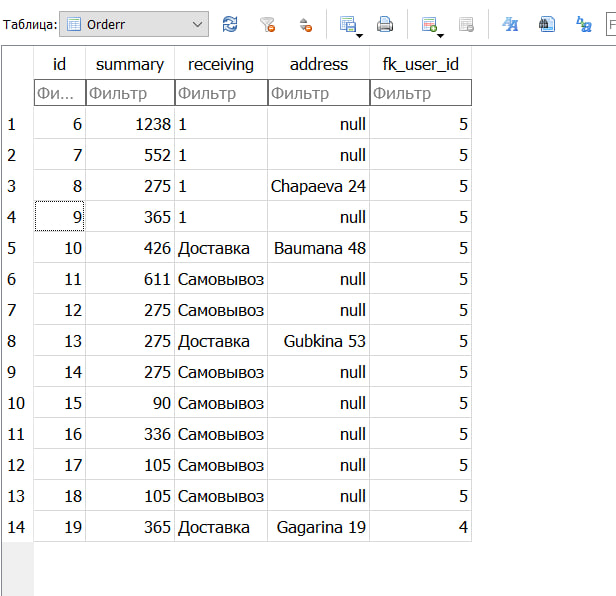 Таблица: Orderr
id summary receiving address fk_user_id
Фи... Фильтр Фильтр Фильтр Фильтр
1 6 1238 1 null 5
2 7 552 1 null 5
3 8 275 1 Chapaeva 24 5
4 9 365 1 null 5
5 10 426 Доставка Baumana 48 5
6 11 611 Самовывоз null 5
7 12 275 Самовывоз null 5
8 13 275 Доставка Gubkina 53 5
9 14 275 Самовывоз null 5
10 15 90 Самовывоз null 5
11 16 336 Самовывоз null 5
12 17 105 Самовывоз null 5
13 18 105 Самовывоз null 5
14 19 365 Доставка Gagarina 19 4